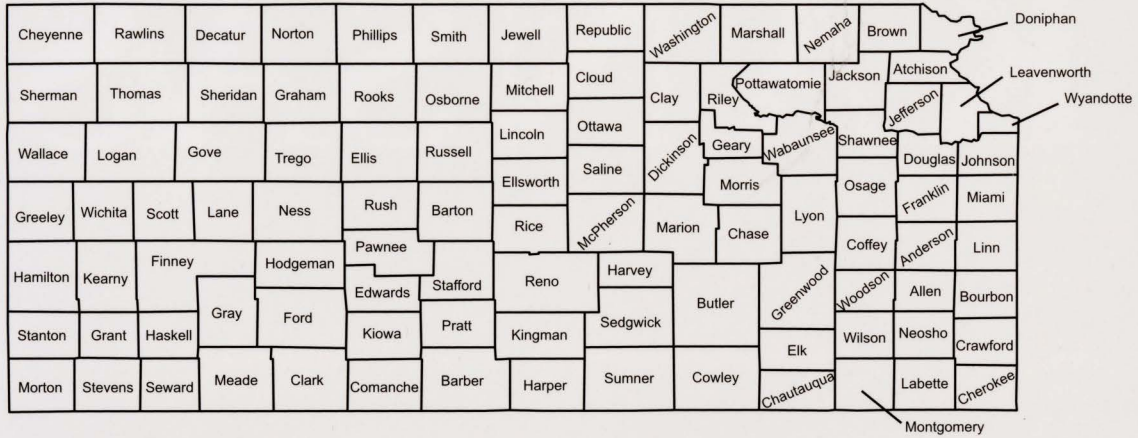 Cheyenne Rawlins Decatur Norton Phillips Smith Jewell Republic Washington Marshall Nemaha Brown Doniphan
Sherman Thomas Sheridan Graham Rooks Osborne Mitchell Cloud Clay Riley Pottawatomie Jackson Atchison Leavenworth
Jefferson Wyandotte
Wallace Logan Gove Trego Ellis Russell Lincoln Ottawa Dickinson Geary Wabaunsee Shawnee Douglas Johnson
Ellsworth Saline Morris Osage
Greeley Wichita Scott Lane Ness Rush Barton Rice McPherson Marion Chase Lyon Franklin Miami
Hamilton Kearny Finney Hodgeman Pawnee Stafford Reno Harvey Butler Greenwood Coffey Anderson Linn
Gray Edwards Woodson Allen Bourbon
Stanton Grant Haskell Ford Kiowa Pratt Kingman Sedgwick Elk Wilson Neosho Crawford
Morton Stevens Seward Meade Clark Comanche Barber Harper Sumner Cowley Chautauqua Labette Cherokee
Montgomery